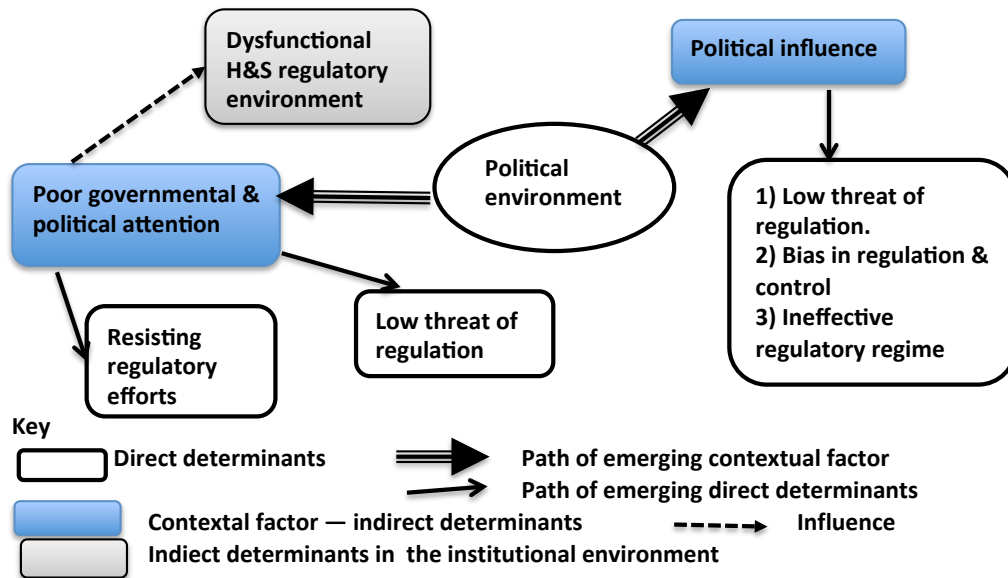 Dysfunctional
H&S regulatory
environment
Political influence
Political
environment
Poor governmental &
political attention
1) Low threat of
regulation.
2) Bias in regulation &
control
3) Ineffective
regulatory regime
Low threat of
regulation
Resisting
regulatory
efforts
Key
Direct determinants
Path of emerging contextual factor
Path of emerging direct determinants
Contextal factor — indirect determinants
Influence
Indiect determinants in the institutional environment